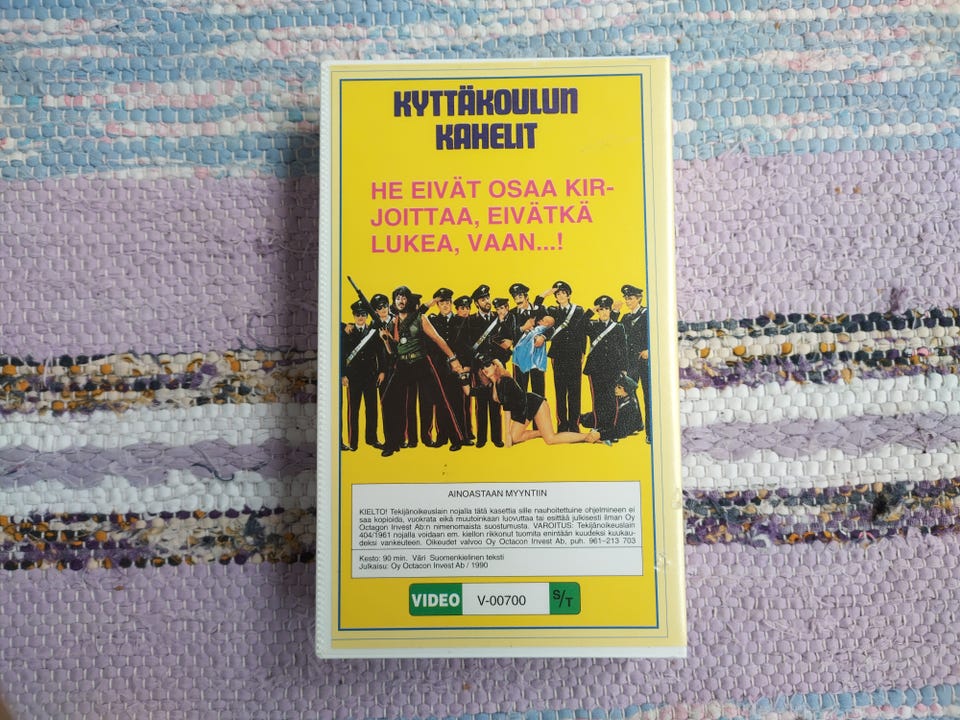 KYTTÄKOULUN
KAHELIT
HE EIVÄT OSAA KIR-
JOITTAA, EIVÄTKÄ
LUKEA, VAAN...!
AINOASTAAN MYYNTIIN
KIELTO! Tekijänoikeuslain nojalla tätä kasettia sille nauhoitettuine ohjelmineen ei
saa kopioida, vuokrata eikä muutoinkaan luovuttaa tai esittää julkisesti ilman Oy
Octagon Invest Ab:n nimenomaista suostumusta. VAROITUS: Tekijänoikeuslain
404/1961 nojalla voidaan em. kiellon rikkonut tuomita enintään kuudeksi kuukau-
deksi vankeuteen. Oikeudet valvoo Oy Octacon Invest Ab, puh. 961–213 703
Kesto: 90 min. Väri Suomenkielinen teksti
Julkaisu: Oy Octacon Invest Ab / 1990
VIDEO V-00700 S/T